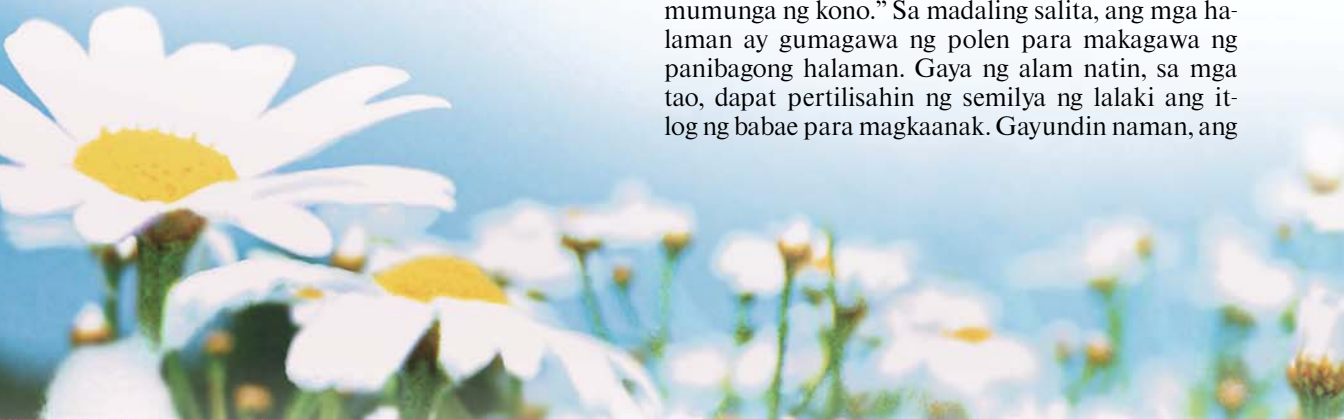 mumunga ng kono.” Sa madaling salita, ang mga ha-
laman ay gumagawa ng polen para makagawa ng
panibagong halaman. Gaya ng alam natin, sa mga
tao, dapat pertilisahin ng semilya ng lalaki ang it-
log ng babae para magkaanak. Gayundin naman, ang